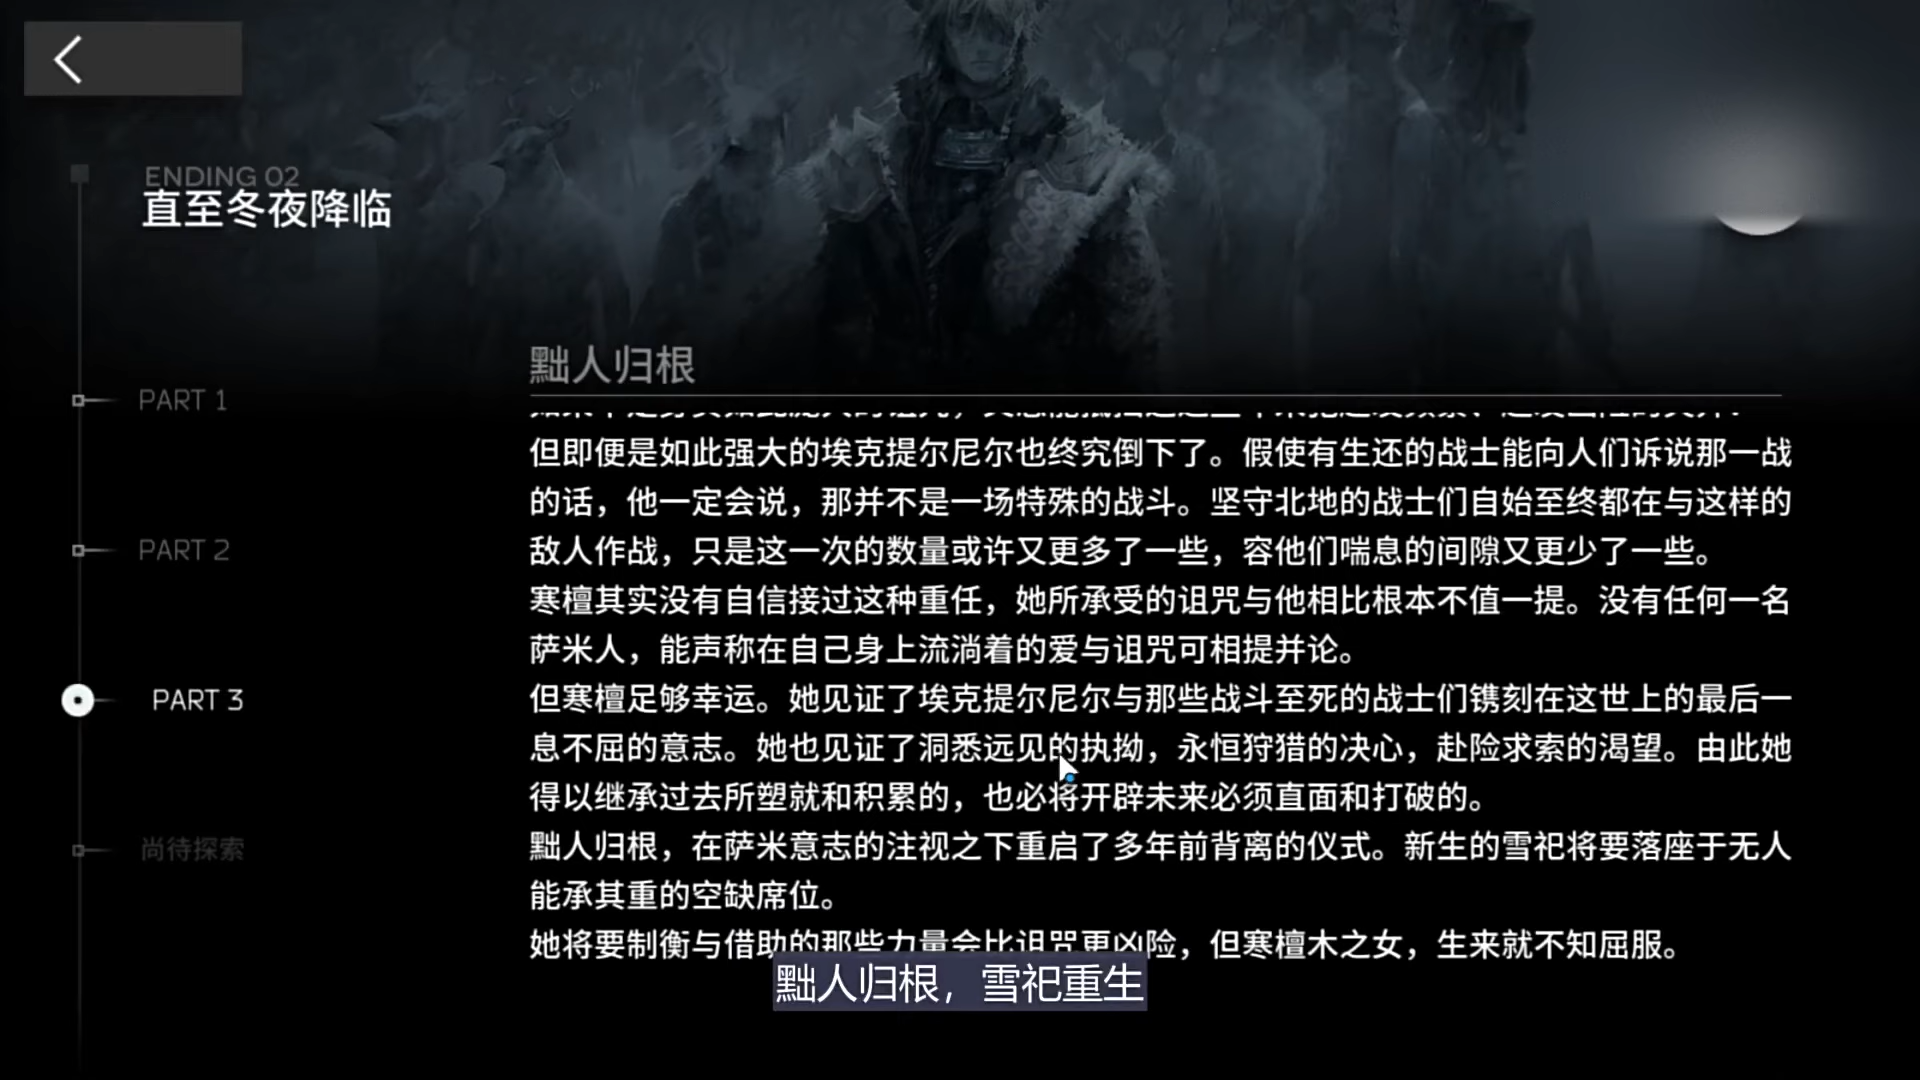 ENDING 02
直至冬夜降临
PART 1
PART 2
PART 3
尚待探索
黜人归根
但即便是如此强大的埃克提尔尼尔也终究倒下了。假使有生还的战士能向人们诉说那一战
的话，他一定会说，那并不是一场特殊的战斗。坚守北地的战士们自始至终都在与这样的
敌人作战，只是这一次的数量或许又更多了一些，容他们喘息的间隙又更少了一些。
寒檀其实没有自信接过这种重任，她所承受的诅咒与他相比根本不值一提。没有任何一名
萨米人，能声称在自己身上流淌着的爱与诅咒可相提并论。
但寒檀足够幸运。她见证了埃克提尔尼尔与那些战斗至死的战士们镌刻在这世上的最后一
息不屈的意志。她也见证了洞悉远见的执拗，永恒狩猎的决心，赴险求索的渴望。由此她
得以继承过去所塑就和积累的，也必将开辟未来必须直面和打破的。
黜人归根，在萨米意志的注视之下重启了多年前背离的仪式。新生的雪祀将要落座于无人
能承其重的空缺席位。
她将要制衡与借助的那些力量会比诅咒更凶险，但寒檀木之女，生来就不知屈服。
黜人归根，雪祀重生